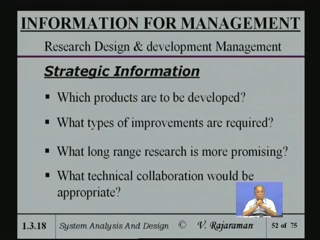 INFORMATION FOR MANAGEMENT
Research Design & development Management
Strategic Information
▪ Which products are to be developed?
▪ What types of improvements are required?
▪ What long range research is more promising?
▪ What technical collaboration would be
appropriate?
1.3.18 System Analysis And Design © V. Rajaraman 52 of 75